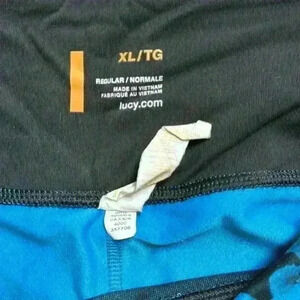 XL/TG
REGULAR / NORMALE
MADE IN VIETNAM
FABRIQUÉ AU VIETNAM
lucy.com